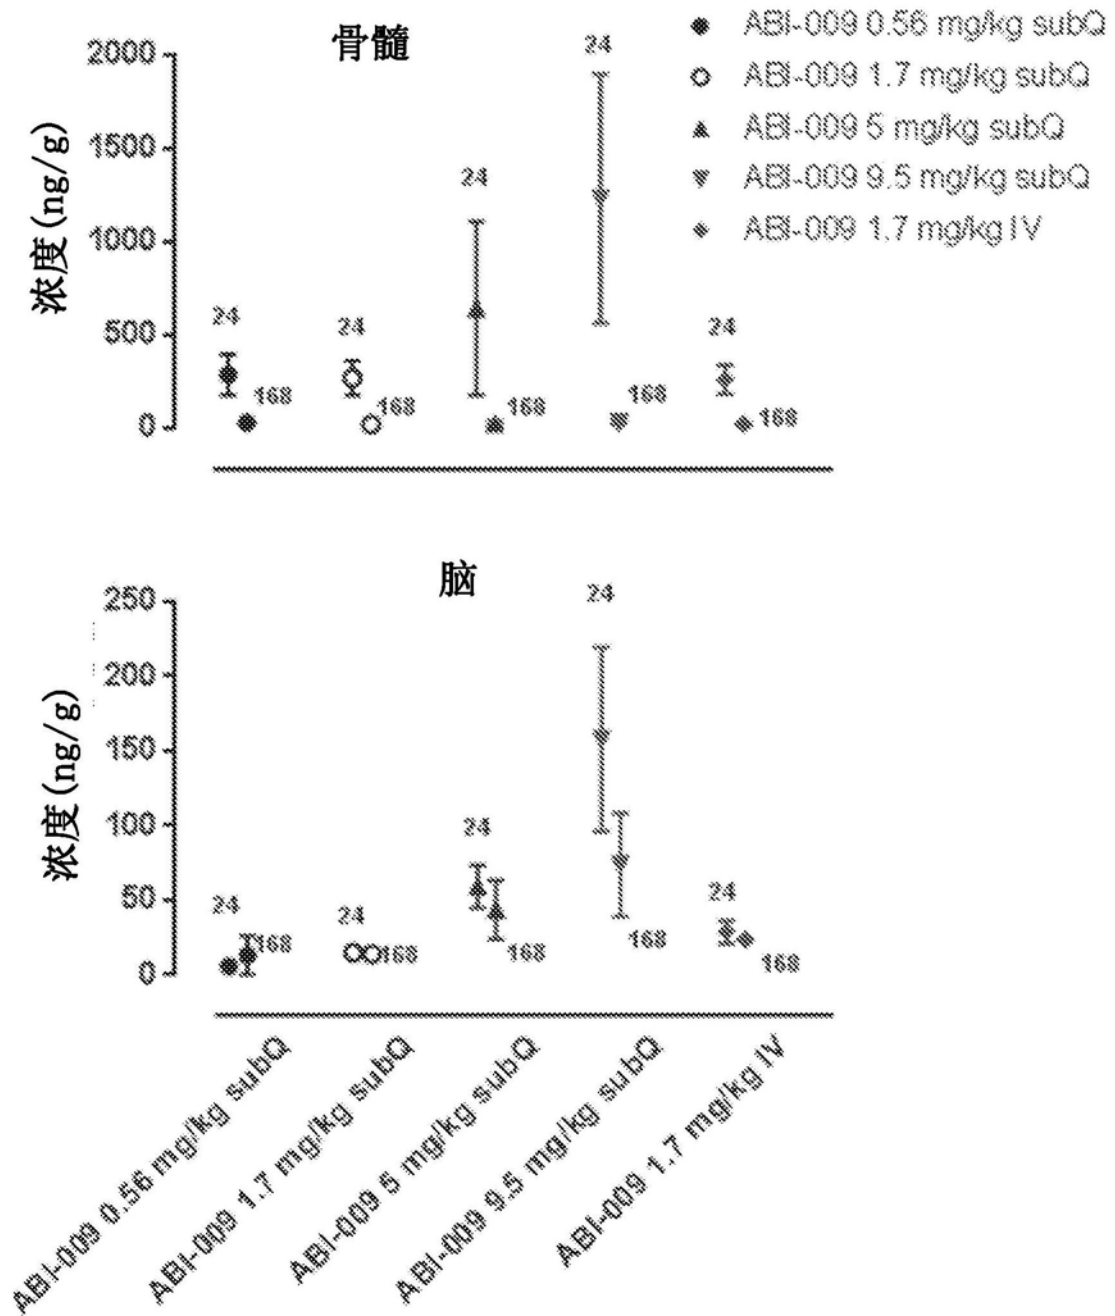 骨髓
ABI-009 0.56 mg/kg subQ
ABI-009 1.7 mg/kg subQ
ABI-009 5 mg/kg subQ
ABI-009 9.5 mg/kg subQ
ABI-009 1.7 mg/kg IV
浓度(ng/g)
2000
1500
1000
500
0
24
168
24
168
24
168
24
168
24
168
脑
浓度(ng/g)
250
200
150
100
50
0
24
168
24
168
24
168
24
168
24
168
ABI-009 0.56 mg/kg subQ
ABI-009 1.7 mg/kg subQ
ABI-009 5 mg/kg subQ
ABI-009 9.5 mg/kg subQ
ABI-009 1.7 mg/kg IV